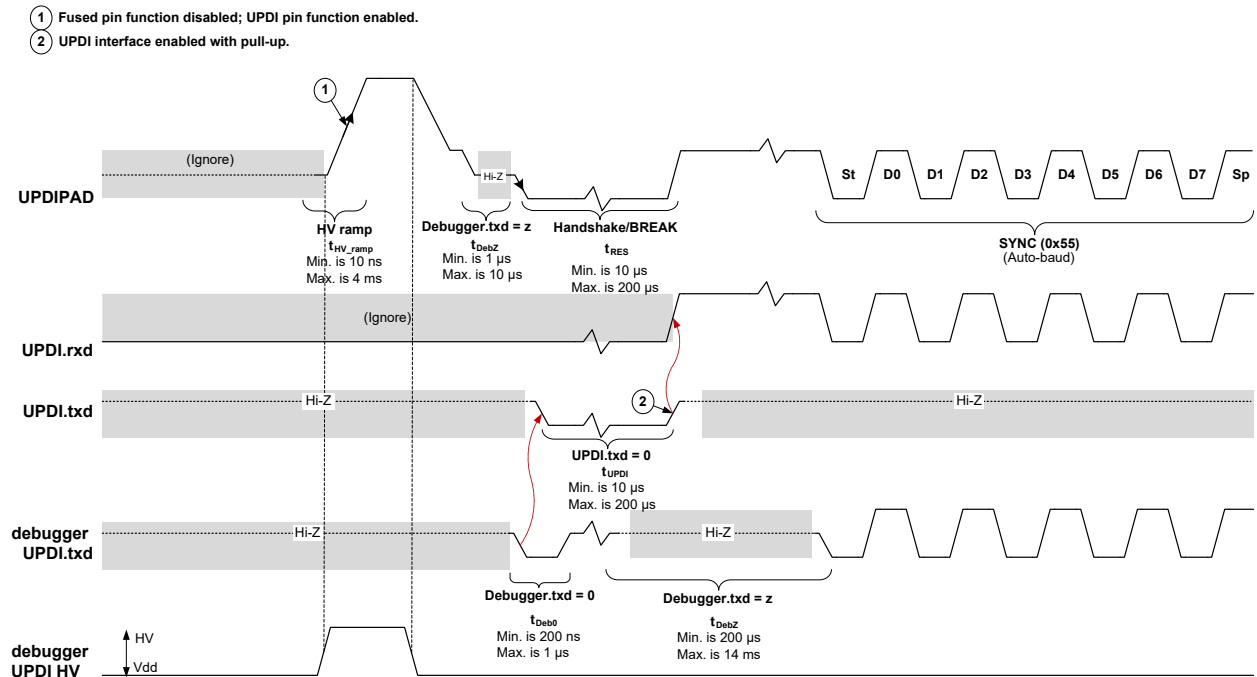 1 Fused pin function disabled; UPDI pin function enabled.
2 UPDI interface enabled with pull-up.
1
(Ignore)
Hi-Z
St D0 D1 D2 D3 D4 D5 D6 D7 Sp
UPDIPAD
HV ramp
tHV_ramp
Min. is 10 ns
Max. is 4 ms
Debugger.txd = z
tDebZ
Min. is 1 µs
Max. is 10 µs
Handshake/BREAK
tRES
Min. is 10 µs
Max. is 200 µs
SYNC (0x55)
(Auto-baud)
(Ignore)
UPDI.rxd
Hi-Z
2
Hi-Z
UPDI.txd
UPDI.txd = 0
tUPDI
Min. is 10 µs
Max. is 200 µs
Hi-Z
Hi-Z
debugger
UPDI.txd
Debugger.txd = 0
tDeb0
Min. is 200 ns
Max. is 1 µs
Debugger.txd = z
tDebZ
Min. is 200 µs
Max. is 14 ms
HV
Vdd
debugger
UPDI HV